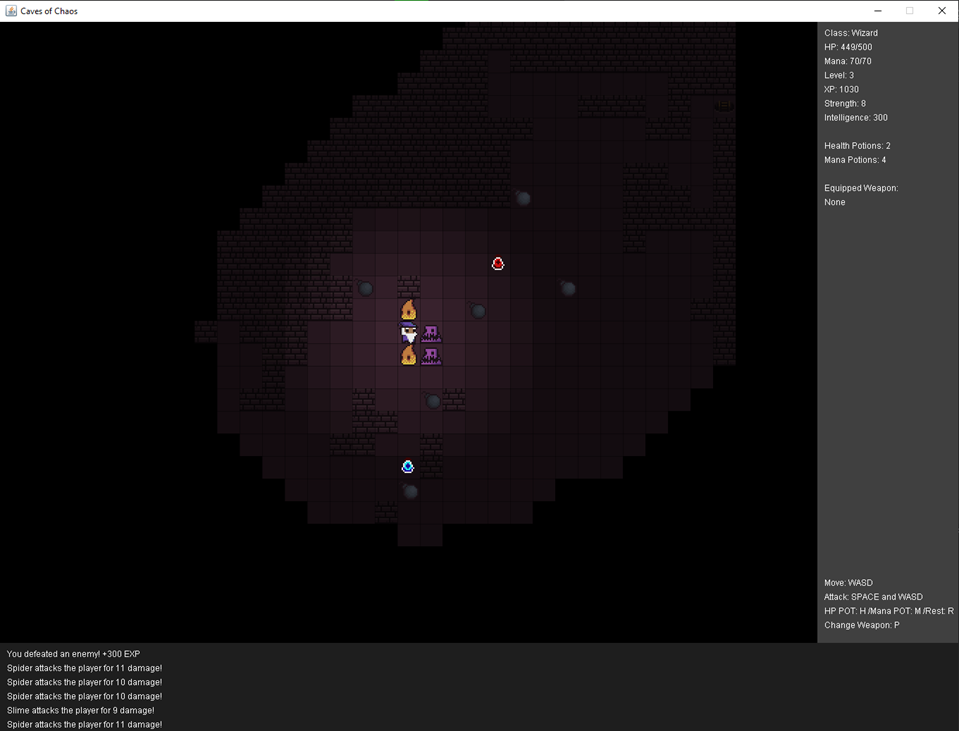 Caves of Chaos
Class: Wizard
HP: 449/500
Mana: 70/70
Level: 3
XP: 1030
Strength: 8
Intelligence: 300
Health Potions: 2
Mana Potions: 4
Equipped Weapon:
None
Move: WASD
Attack: SPACE and WASD
HP POT: H /Mana POT: M /Rest: R
Change Weapon: P
You defeated an enemy! +300 EXP
Spider attacks the player for 11 damage!
Spider attacks the player for 10 damage!
Spider attacks the player for 10 damage!
Slime attacks the player for 9 damage!
Spider attacks the player for 11 damage!